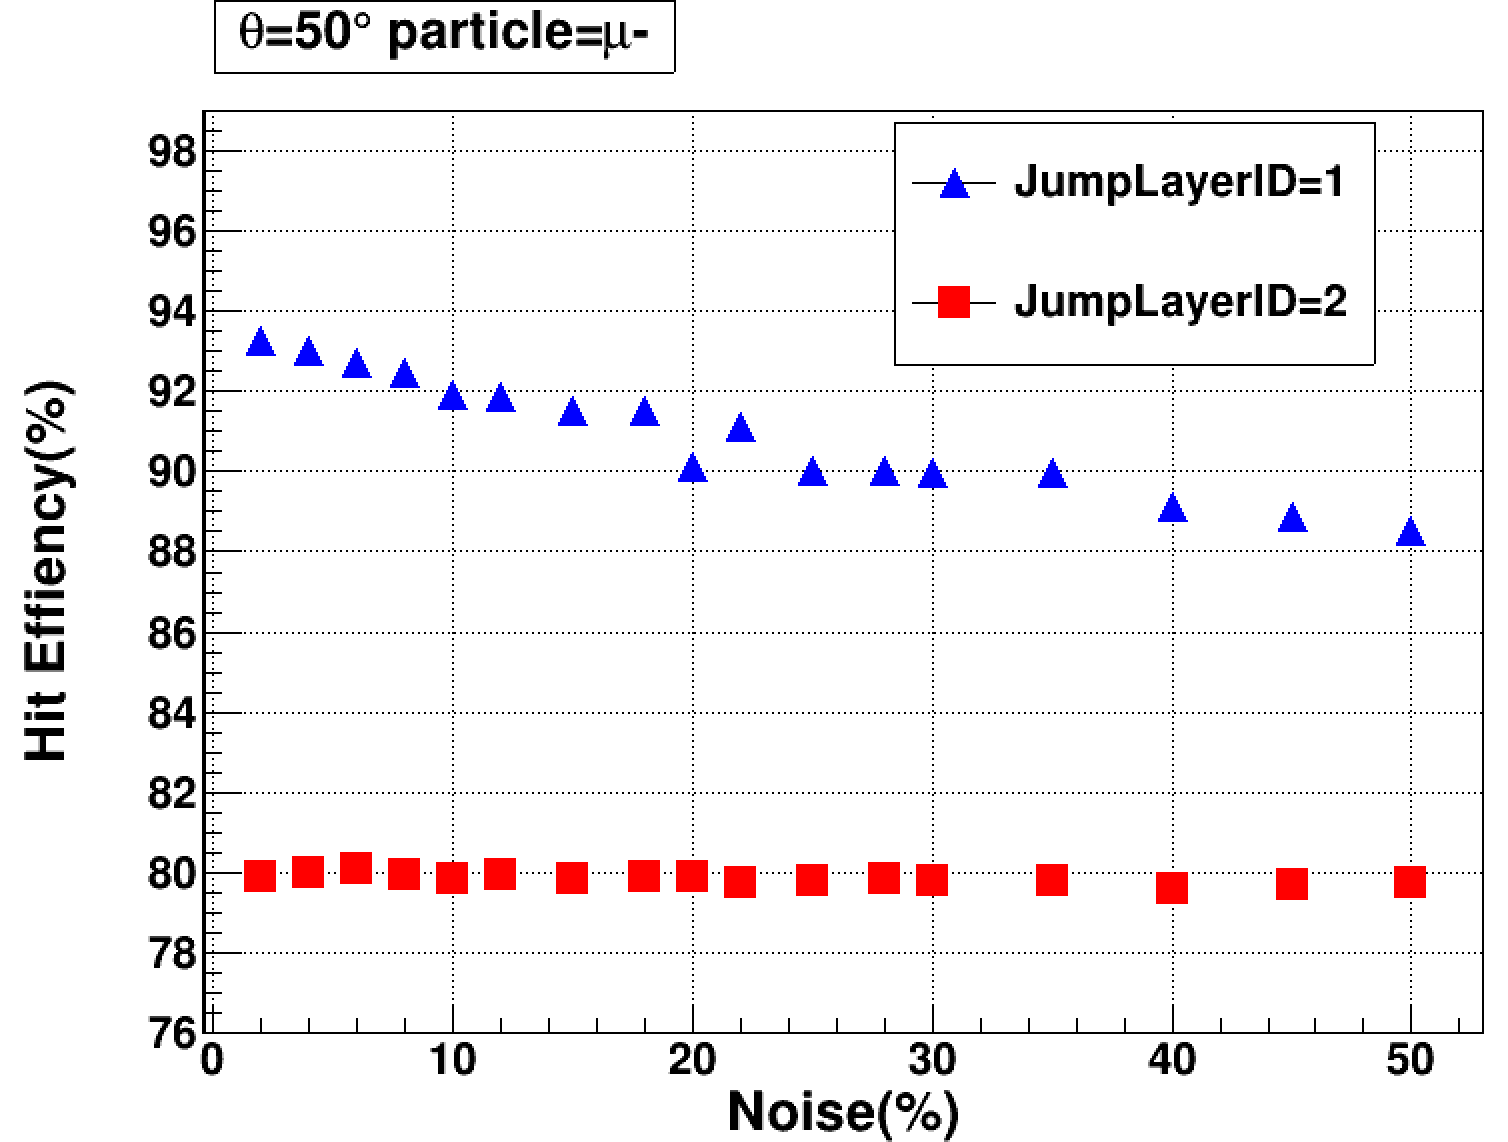 θ=50° particle=μ-
JumpLayerID=1
JumpLayerID=2
98
96
94
92
90
88
86
84
82
80
78
76
Hit Effiency(%)
0 10 20 30 40 50
Noise(%)